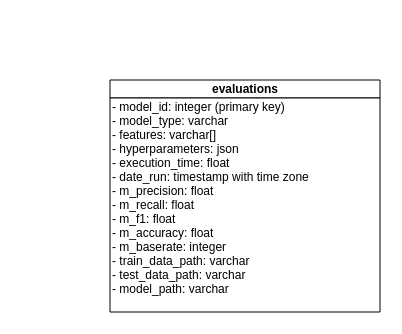 evaluations
- model_id: integer (primary key)
- model_type: varchar
- features: varchar[]
- hyperparameters: json
- execution_time: float
- date_run: timestamp with time zone
- m_precision: float
- m_recall: float
- m_f1: float
- m_accuracy: float
- m_baserate: integer
- train_data_path: varchar
- test_data_path: varchar
- model_path: varchar